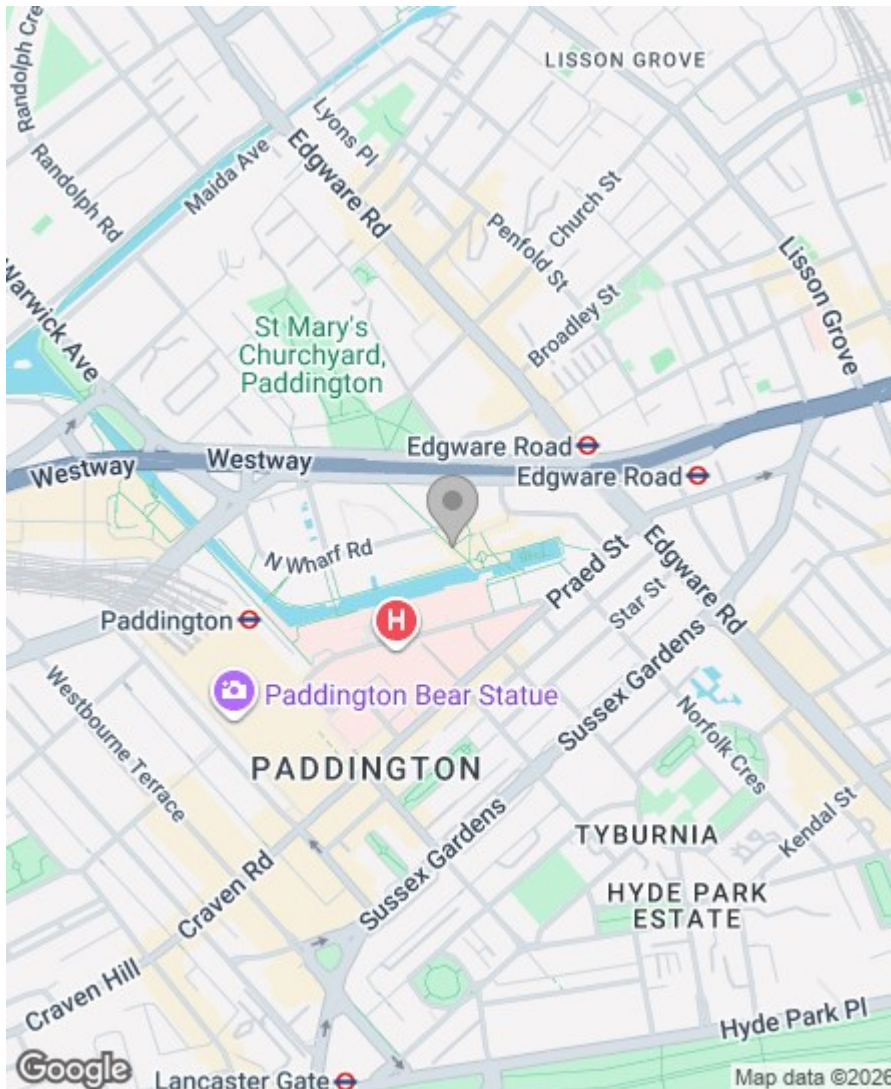 Randolph Cres
LISSON GROVE
Lyons Pl
Edgware Rd
Maida Ave
Randolph Rd
Church St
Penfold St
Lisson Grove
Warwick Ave
Broadley St
St Mary's
Churchyard,
Paddington
Edgware Road
Westway
Westway
Edgware Road
N Wharf Rd
Praed St
Edgware Rd
Star St
Paddington
H
Sussex Gardens
Paddington Bear Statue
Westbourne Terrace
Norfolk Cres
PADDINGTON
Kendal St
TYBURNIA
Craven Rd
Sussex Gardens
HYDE PARK
ESTATE
Craven Hill
Hyde Park Pl
Google
Lancaster Gate
Map data ©2026